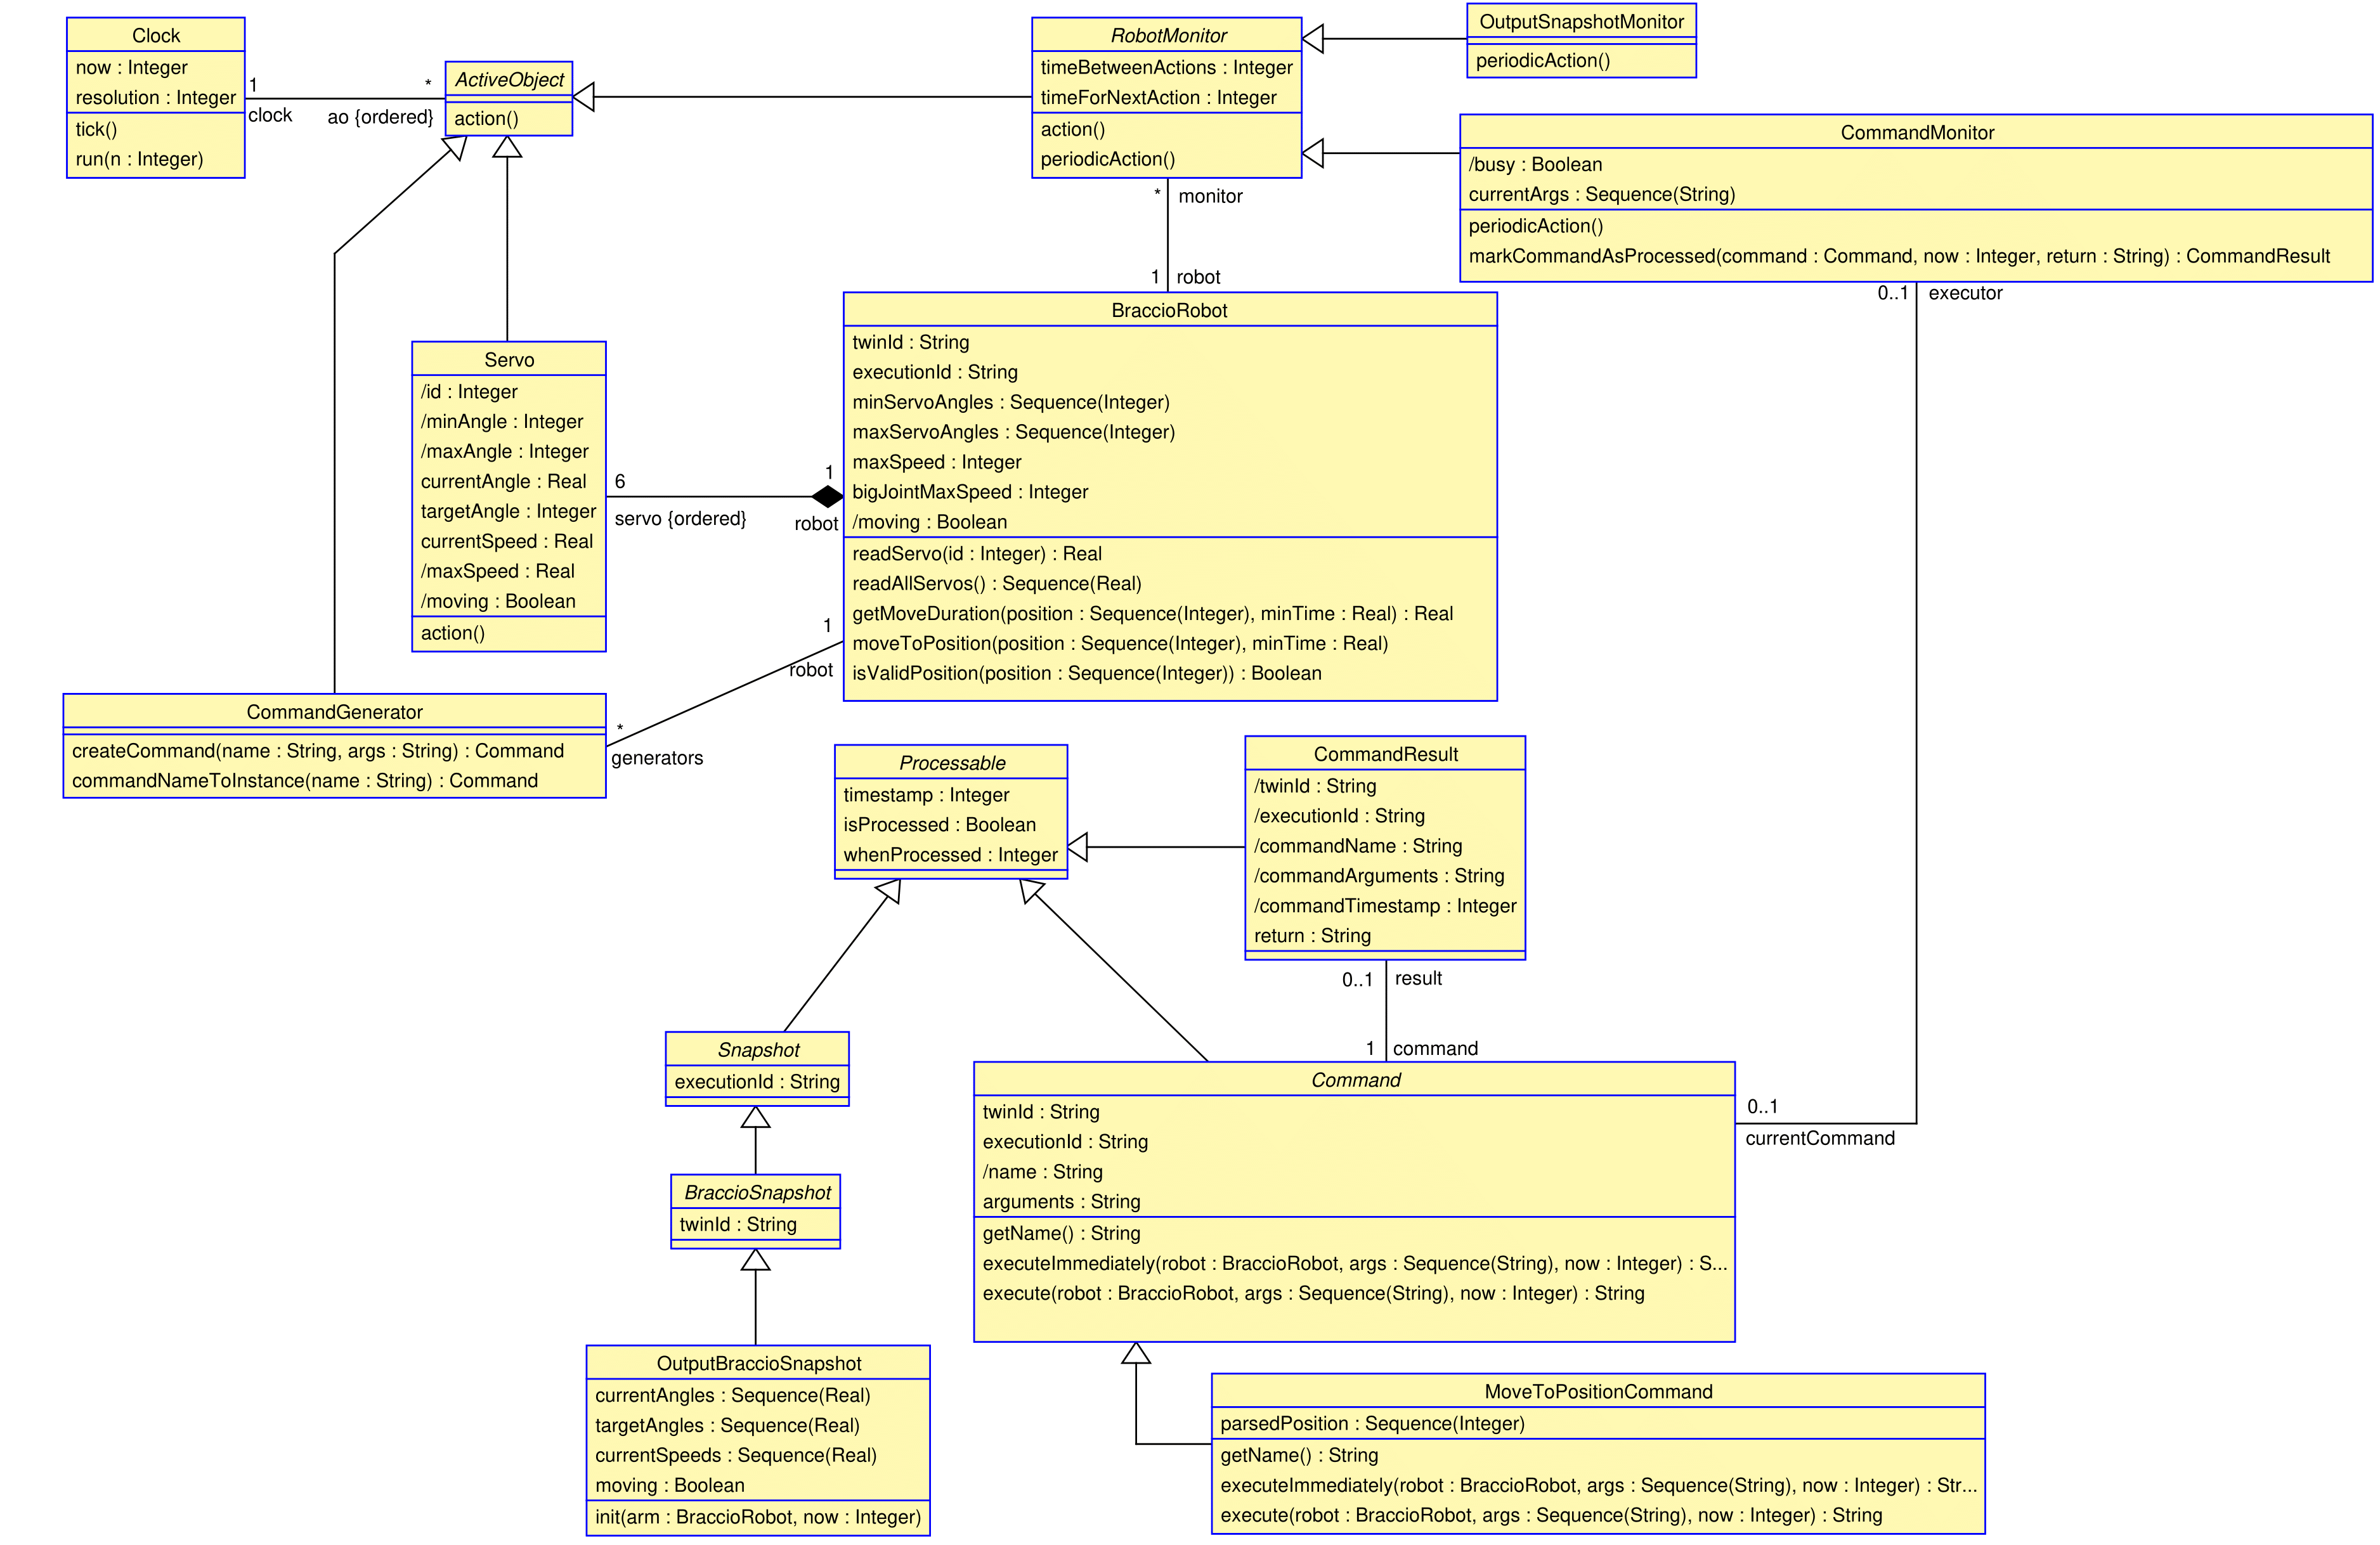 Clock
now : Integer
resolution : Integer
tick()
run(n : Integer)
1
clock
*
ao {ordered}
ActiveObject
action()
RobotMonitor
timeBetweenActions : Integer
timeForNextAction : Integer
action()
periodicAction()
OutputSnapshotMonitor
periodicAction()
CommandMonitor
/busy : Boolean
currentArgs : Sequence(String)
periodicAction()
markCommandAsProcessed(command : Command, now : Integer, return : String) : CommandResult
* monitor
1 robot
0..1 executor
BraccioRobot
twinId : String
executionId : String
minServoAngles : Sequence(Integer)
maxServoAngles : Sequence(Integer)
maxSpeed : Integer
bigJointMaxSpeed : Integer
/moving : Boolean
readServo(id : Integer) : Real
readAllServos() : Sequence(Real)
getMoveDuration(position : Sequence(Integer), minTime : Real) : Real
moveToPosition(position : Sequence(Integer), minTime : Real)
isValidPosition(position : Sequence(Integer)) : Boolean
Servo
/id : Integer
/minAngle : Integer
/maxAngle : Integer
currentAngle : Real
targetAngle : Integer
currentSpeed : Real
/maxSpeed : Real
/moving : Boolean
action()
6
servo {ordered}
1
robot
1
robot
*
generators
CommandGenerator
createCommand(name : String, args : String) : Command
commandNameToInstance(name : String) : Command
Processable
timestamp : Integer
isProcessed : Boolean
whenProcessed : Integer
CommandResult
/twinId : String
/executionId : String
/commandName : String
/commandArguments : String
/commandTimestamp : Integer
return : String
0..1 result
1 command
Snapshot
executionId : String
BraccioSnapshot
twinId : String
OutputBraccioSnapshot
currentAngles : Sequence(Real)
targetAngles : Sequence(Real)
currentSpeeds : Sequence(Real)
moving : Boolean
init(arm : BraccioRobot, now : Integer)
Command
twinId : String
executionId : String
/name : String
arguments : String
getName() : String
executeImmediately(robot : BraccioRobot, args : Sequence(String), now : Integer) : S...
execute(robot : BraccioRobot, args : Sequence(String), now : Integer) : String
0..1
currentCommand
MoveToPositionCommand
parsedPosition : Sequence(Integer)
getName() : String
executeImmediately(robot : BraccioRobot, args : Sequence(String), now : Integer) : Str...
execute(robot : BraccioRobot, args : Sequence(String), now : Integer) : String